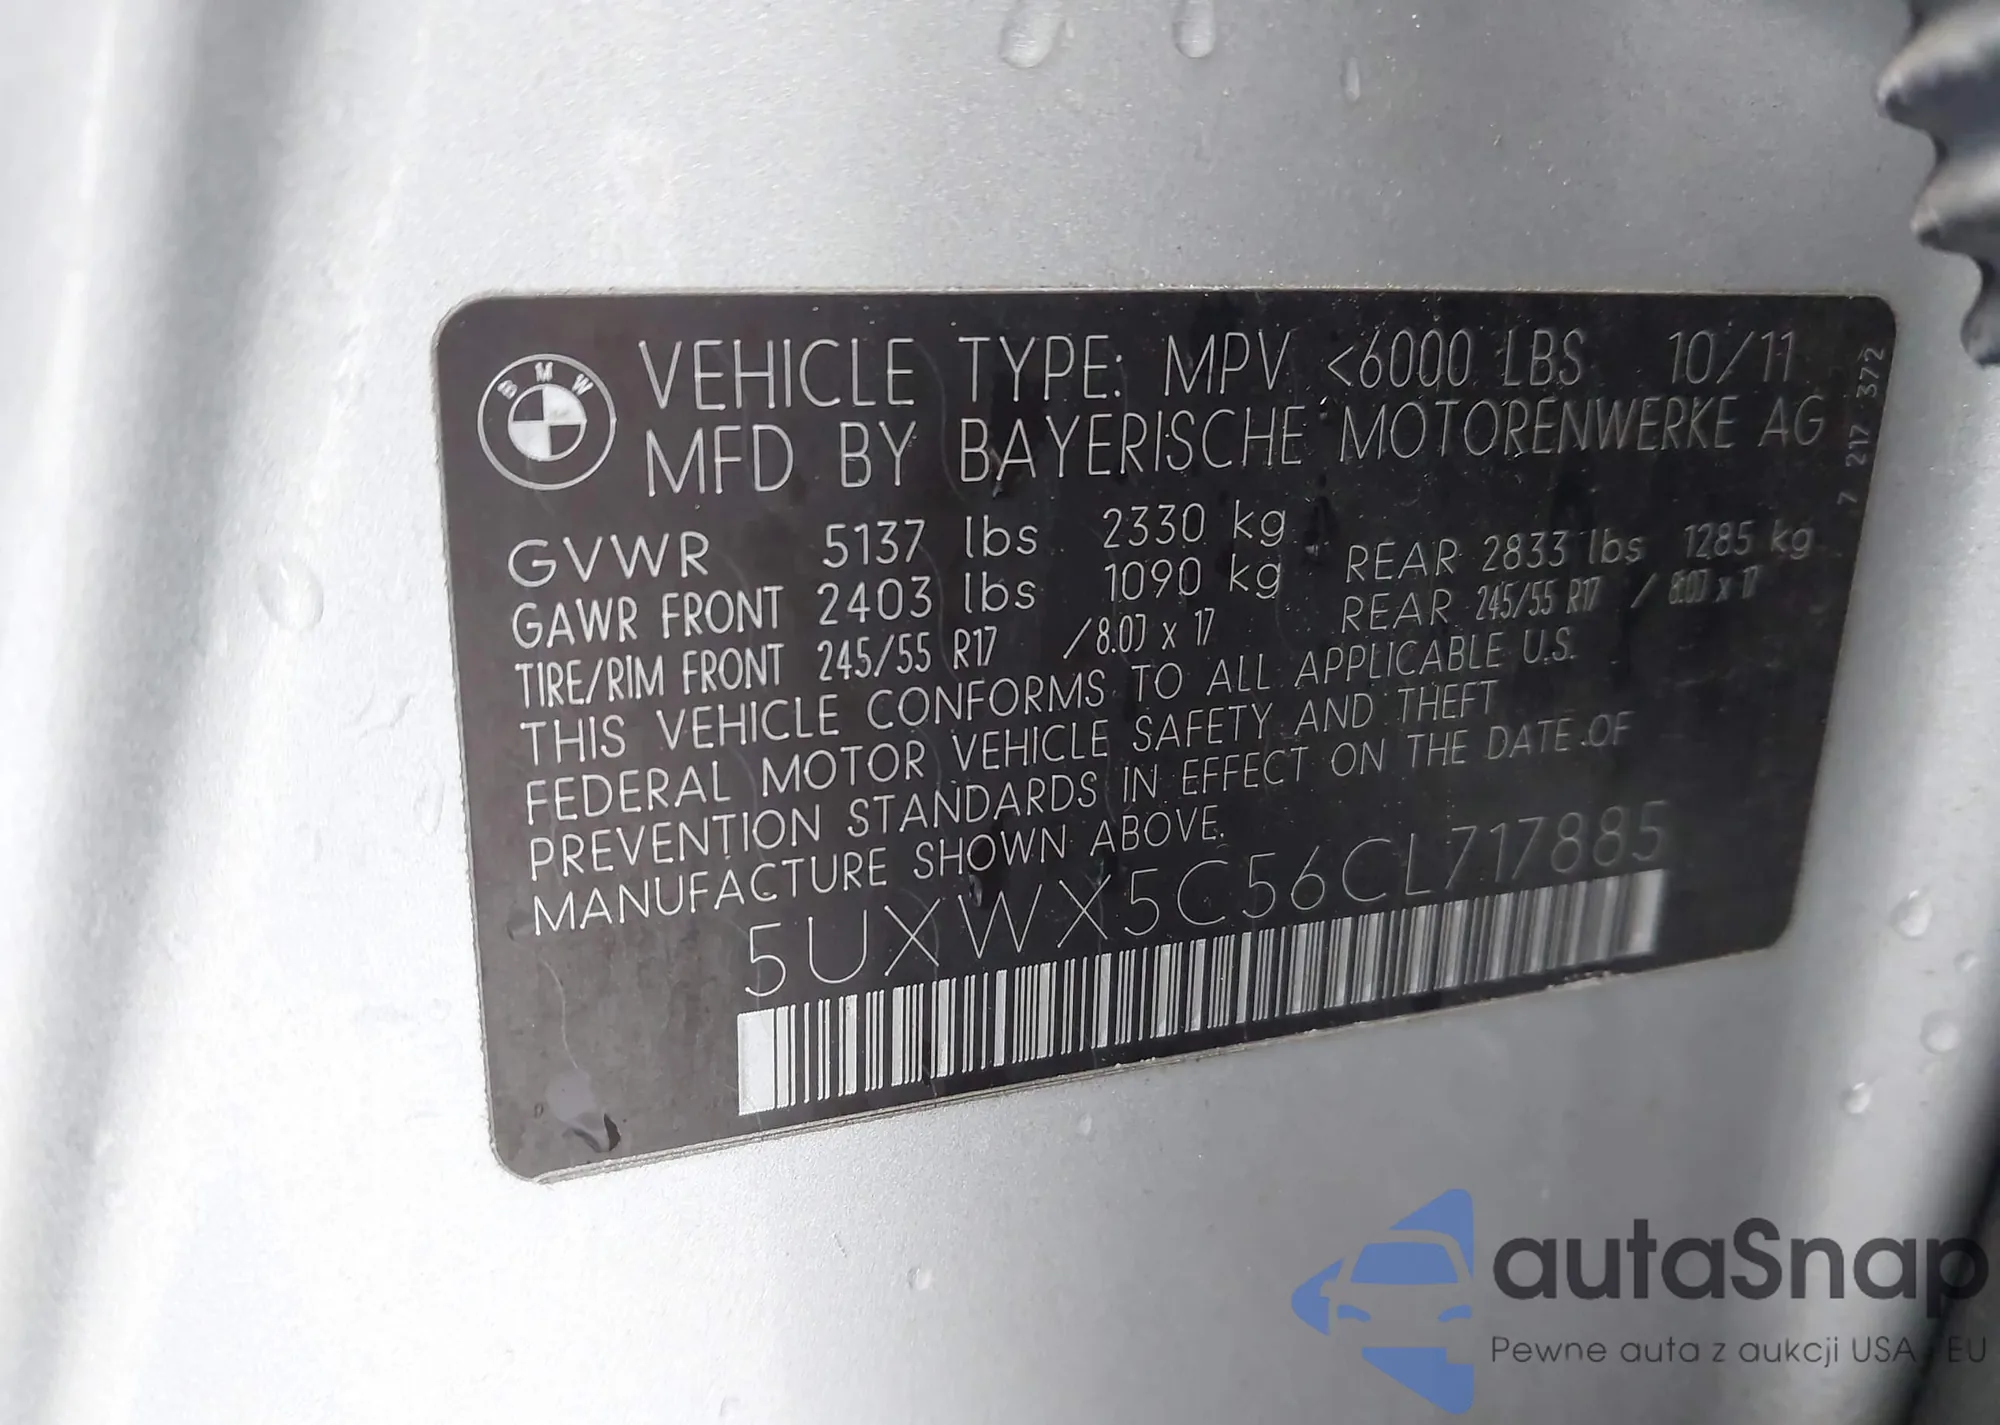 BMW
VEHICLE TYPE: MPV <6000 LBS 10/11
MFD BY BAYERISCHE MOTORENWERKE AG
7 217 372
GVWR 5137 lbs 2330 kg
GAWR FRONT 2403 lbs 1090 kg REAR 2833 lbs 1285 kg
TIRE/RIM FRONT 245/55 R17 /8.0J x 17 REAR 245/55 R17 / 8.0J x 17
THIS VEHICLE CONFORMS TO ALL APPLICABLE U.S.
FEDERAL MOTOR VEHICLE SAFETY AND THEFT
PREVENTION STANDARDS IN EFFECT ON THE DATE OF
MANUFACTURE SHOWN ABOVE.
5UXWX5C56CL717885
autaSnap
Pewne auta z aukcji USA i EU